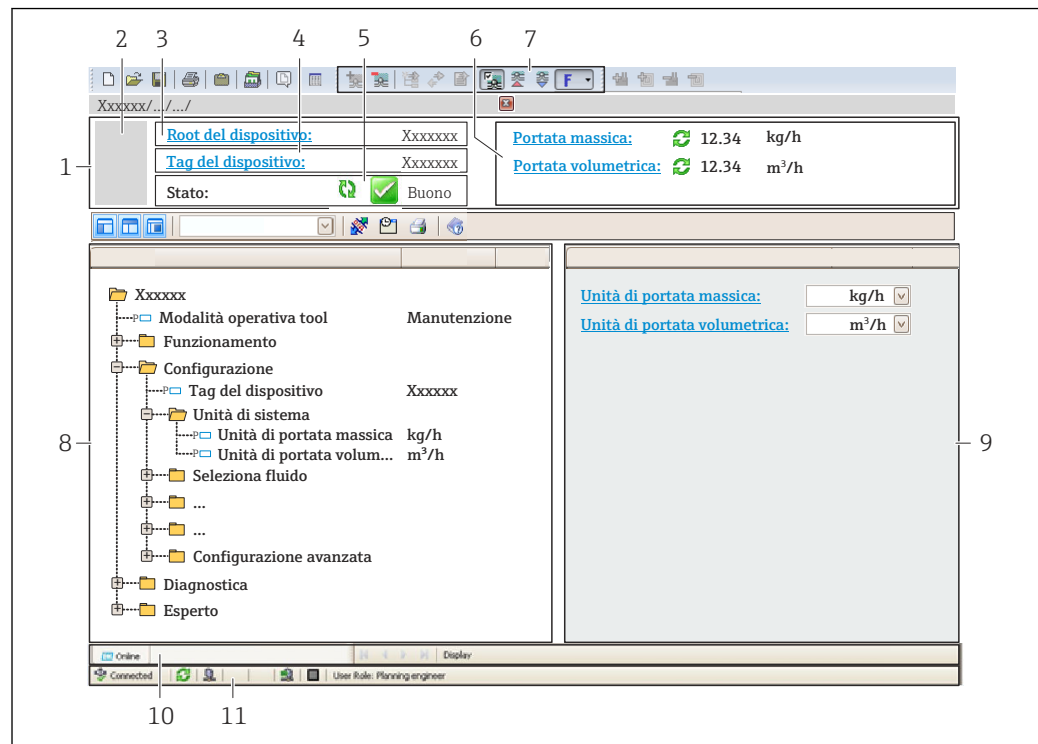 2 3 4 5 6 7
F
Xxxxxx/.../.../
1
Root del dispositivo: Xxxxxxx
Tag del dispositivo: Xxxxxxx
Stato: Buono
Portata massica: 12.34 kg/h
Portata volumetrica: 12.34 m³/h
Xxxxxx
P Modalità operativa tool Manutenzione
Funzionamento
Configurazione
P Tag del dispositivo Xxxxxx
Unità di sistema
P Unità di portata massica kg/h
P Unità di portata volum... m³/h
Seleziona fluido
...
...
Configurazione avanzata
Diagnostica
Esperto
8
Unità di portata massica: kg/h
Unità di portata volumetrica: m³/h
9
Online Display
Connected User Role: Planning engineer
10 11